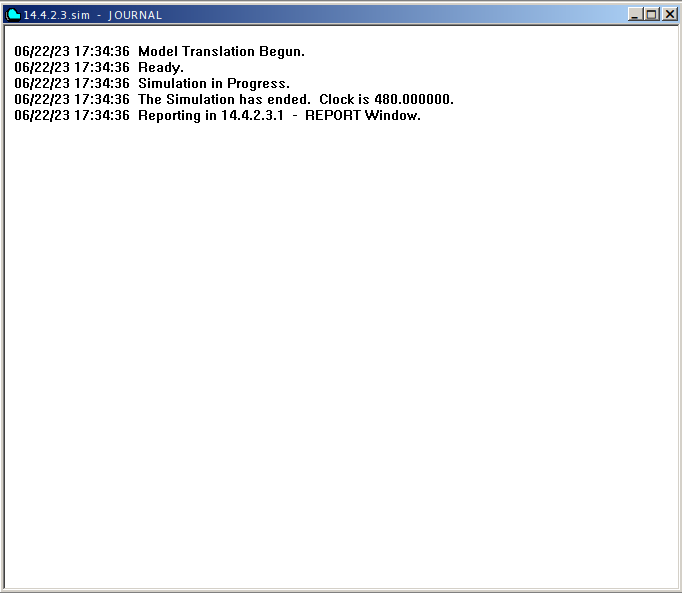 14.4.2.3.sim - JOURNAL
06/22/23 17:34:36 Model Translation Begun.
06/22/23 17:34:36 Ready.
06/22/23 17:34:36 Simulation in Progress.
06/22/23 17:34:36 The Simulation has ended. Clock is 480.000000.
06/22/23 17:34:36 Reporting in 14.4.2.3.1 - REPORT Window.